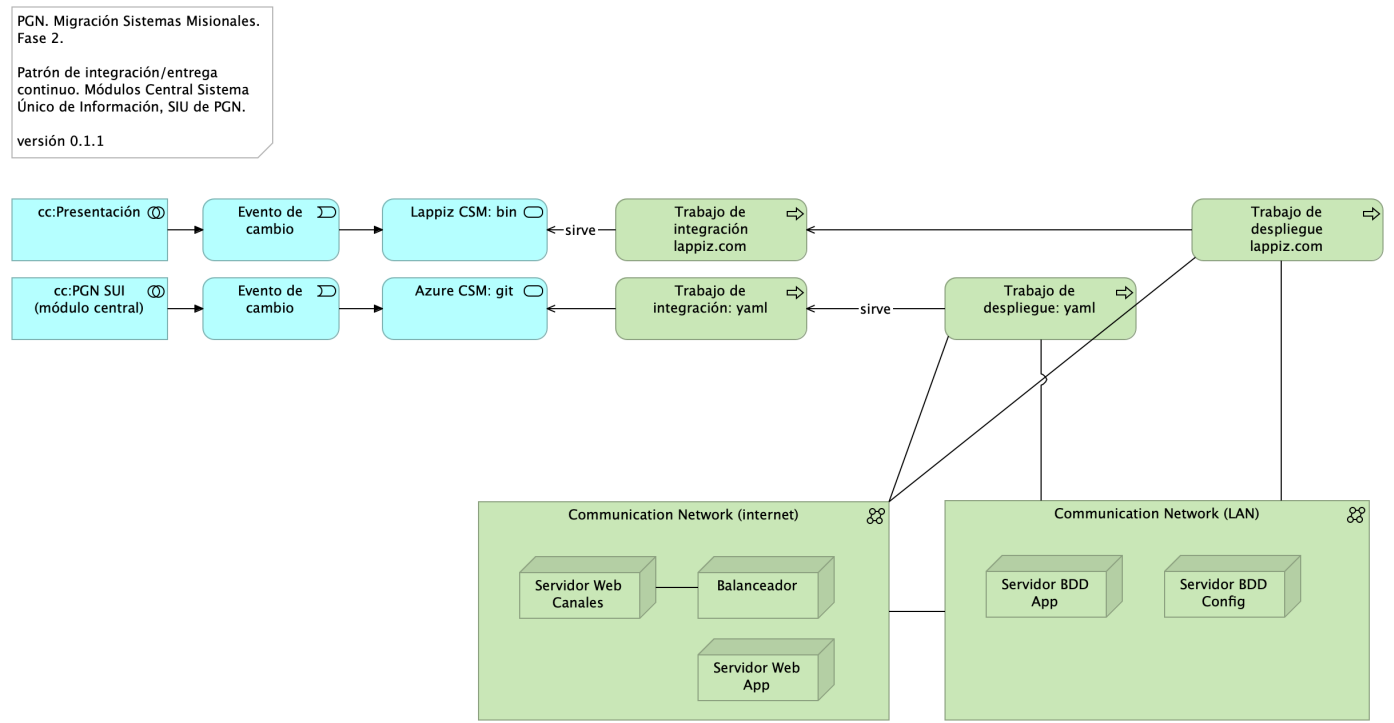 PGN. Migración Sistemas Misionales.
Fase 2.
Patrón de integración/entrega
continuo. Módulos Central Sistema
Único de Información, SIU de PGN.
versión 0.1.1
cc:Presentación
Evento de
cambio
Lappiz CSM: bin
sirve
Trabajo de
integración
lappiz.com
Trabajo de
despliegue
lappiz.com
cc:PGN SUI
(módulo central)
Evento de
cambio
Azure CSM: git
Trabajo de
integración: yaml
sirve
Trabajo de
despliegue: yaml
Communication Network (internet)
Servidor Web
Canales
Balanceador
Servidor Web
App
Communication Network (LAN)
Servidor BDD
App
Servidor BDD
Config